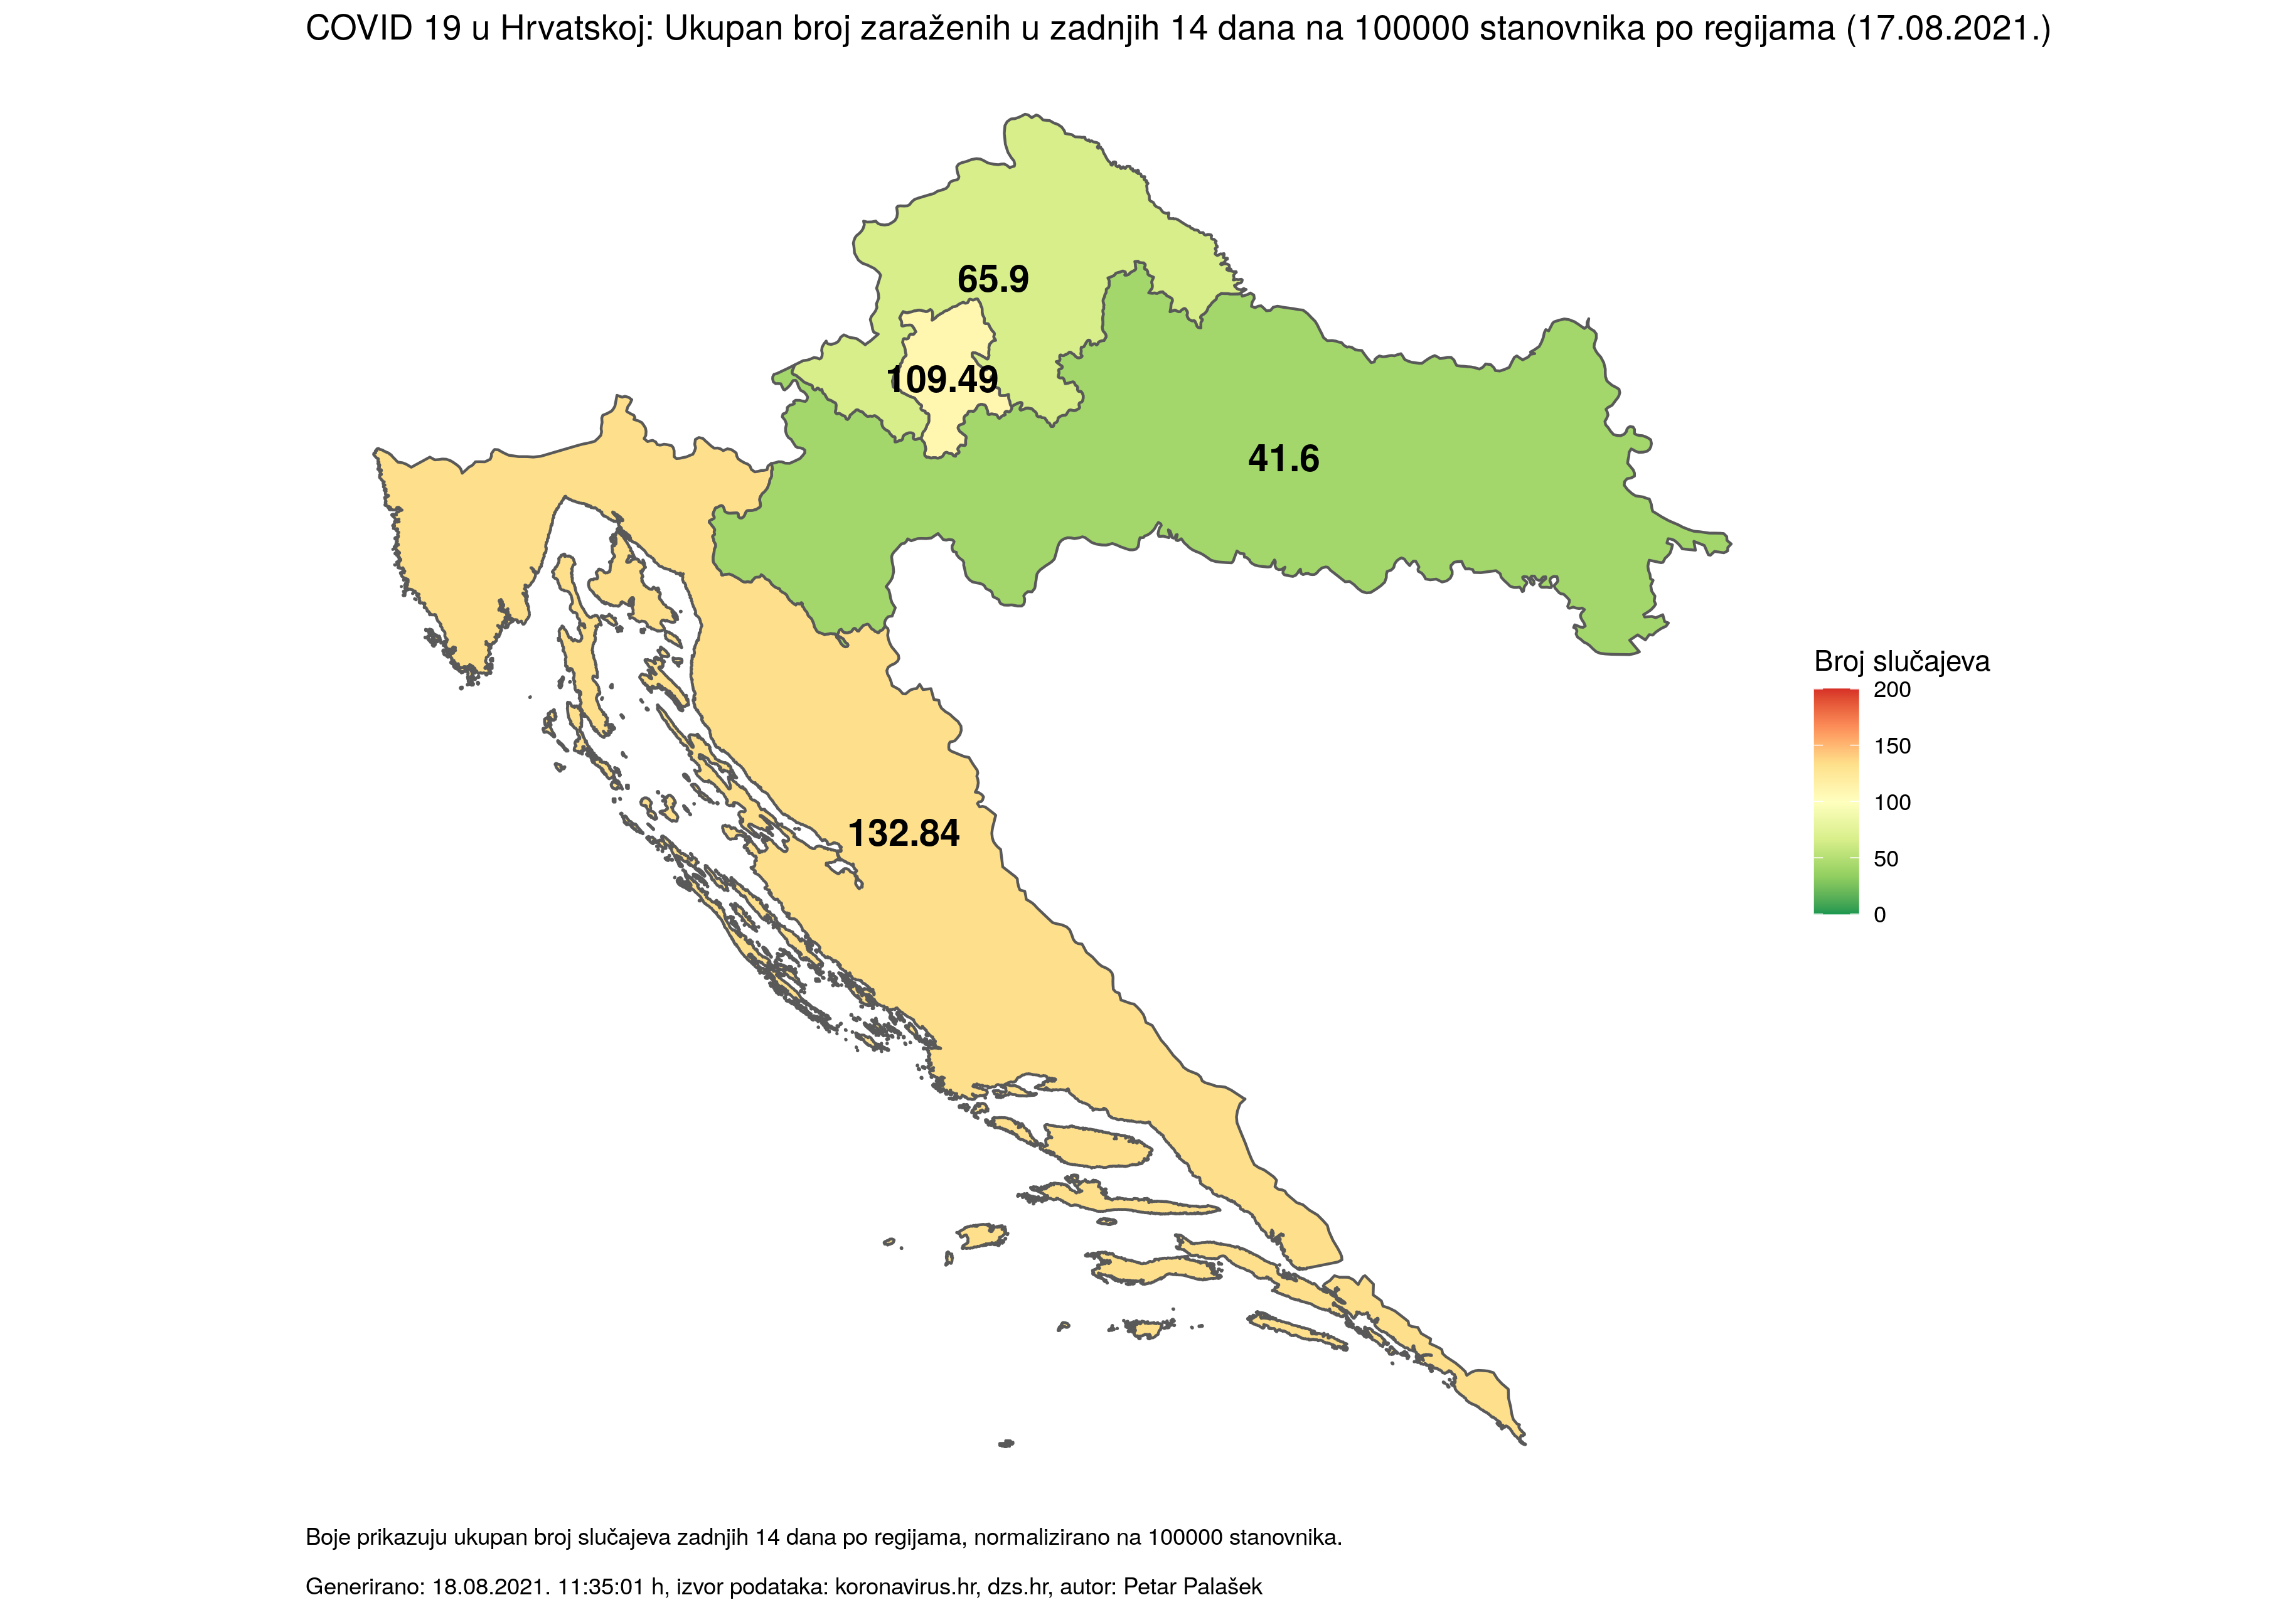 COVID 19 u Hrvatskoj: Ukupan broj zaraženih u zadnjih 14 dana na 100000 stanovnika po regijama (17.08.2021.)
65.9
109.49
41.6
132.84
Broj slučajeva
200
150
100
50
0
Boje prikazuju ukupan broj slučajeva zadnjih 14 dana po regijama, normalizirano na 100000 stanovnika.
Generirano: 18.08.2021. 11:35:01 h, izvor podataka: koronavirus.hr, dzs.hr, autor: Petar Palašek